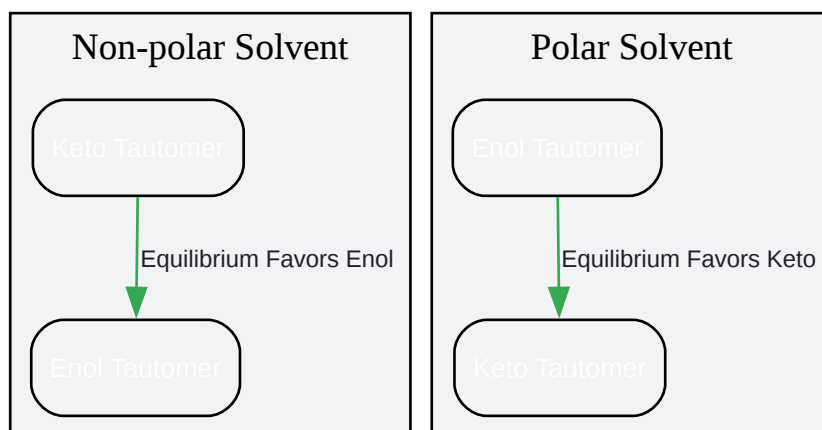 Non-polar Solvent
Keto Tautomer
Equilibrium Favors Enol
Enol Tautomer
Polar Solvent
Enol Tautomer
Equilibrium Favors Keto
Keto Tautomer